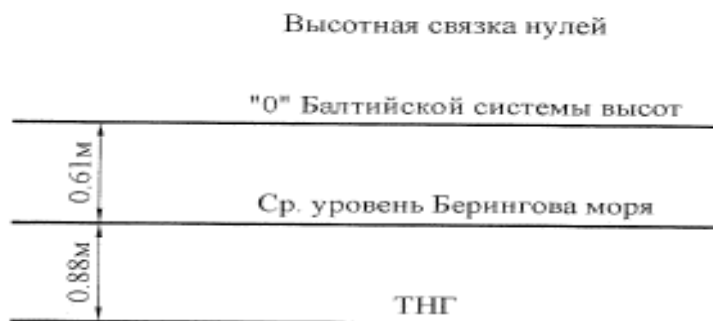 Высотная связка нулей
"0" Балтийской системы высот
0.61м
Ср. уровень Берингова моря
0.88м
ТНГ